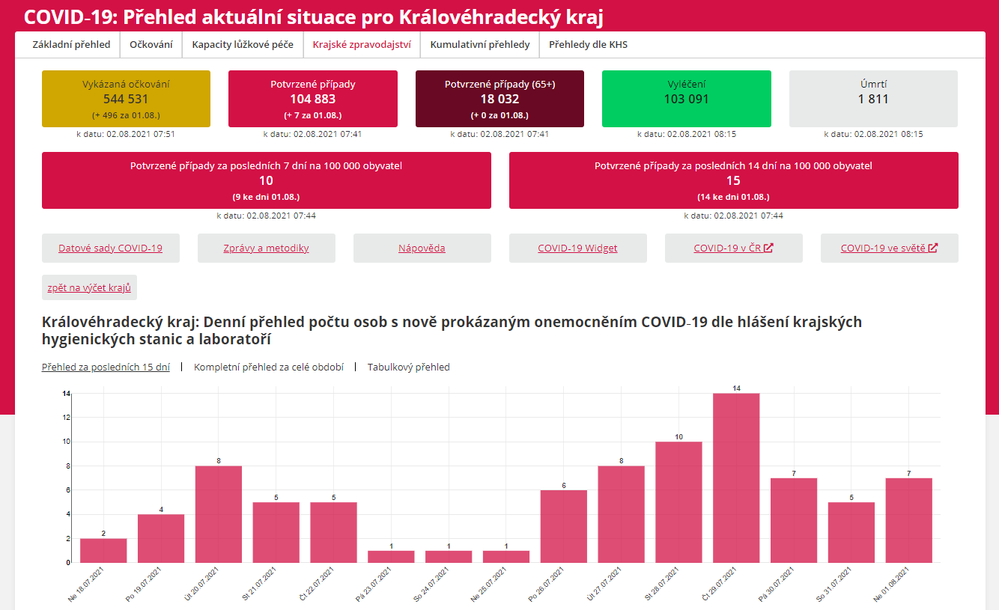 COVID-19: Přehled aktuální situace pro Královéhradecký kraj
Základní přehled
Očkování
Kapacity lůžkové péče
Krajské zpravodajství
Kumulativní přehledy
Přehledy dle KHS
Vykázaná očkování
544 531
(+ 496 za 01.08.)
k datu: 02.08.2021 07:51
Potvrzené případy
104 883
(+ 7 za 01.08.)
k datu: 02.08.2021 07:41
Potvrzené případy (65+)
18 032
(+ 0 za 01.08.)
k datu: 02.08.2021 07:41
Vyléčení
103 091
k datu: 02.08.2021 08:15
Úmrtí
1 811
k datu: 02.08.2021 08:15
Potvrzené případy za posledních 7 dní na 100 000 obyvatel
10
(9 ke dni 01.08.)
k datu: 02.08.2021 07:44
Potvrzené případy za posledních 14 dní na 100 000 obyvatel
15
(14 ke dni 01.08.)
k datu: 02.08.2021 07:44
Datové sady COVID-19
Zprávy a metodiky
Nápověda
COVID-19 Widget
COVID-19 v ČR
COVID-19 ve světě
zpět na výčet krajů
Královéhradecký kraj: Denní přehled počtu osob s nově prokázaným onemocněním COVID-19 dle hlášení krajských
hygienických stanic a laboratoří
Přehled za posledních 15 dní
Kompletní přehled za celé období
Tabulkový přehled
14
12
10
8
6
4
2
0
2
4
8
5
5
1
1
1
6
8
10
14
7
5
7
Ne 18.07.2021
Po 19.07.2021
Út 20.07.2021
St 21.07.2021
Čt 22.07.2021
Pá 23.07.2021
So 24.07.2021
Ne 25.07.2021
Po 26.07.2021
Út 27.07.2021
St 28.07.2021
Čt 29.07.2021
Pá 30.07.2021
So 31.07.2021
Ne 01.08.2021